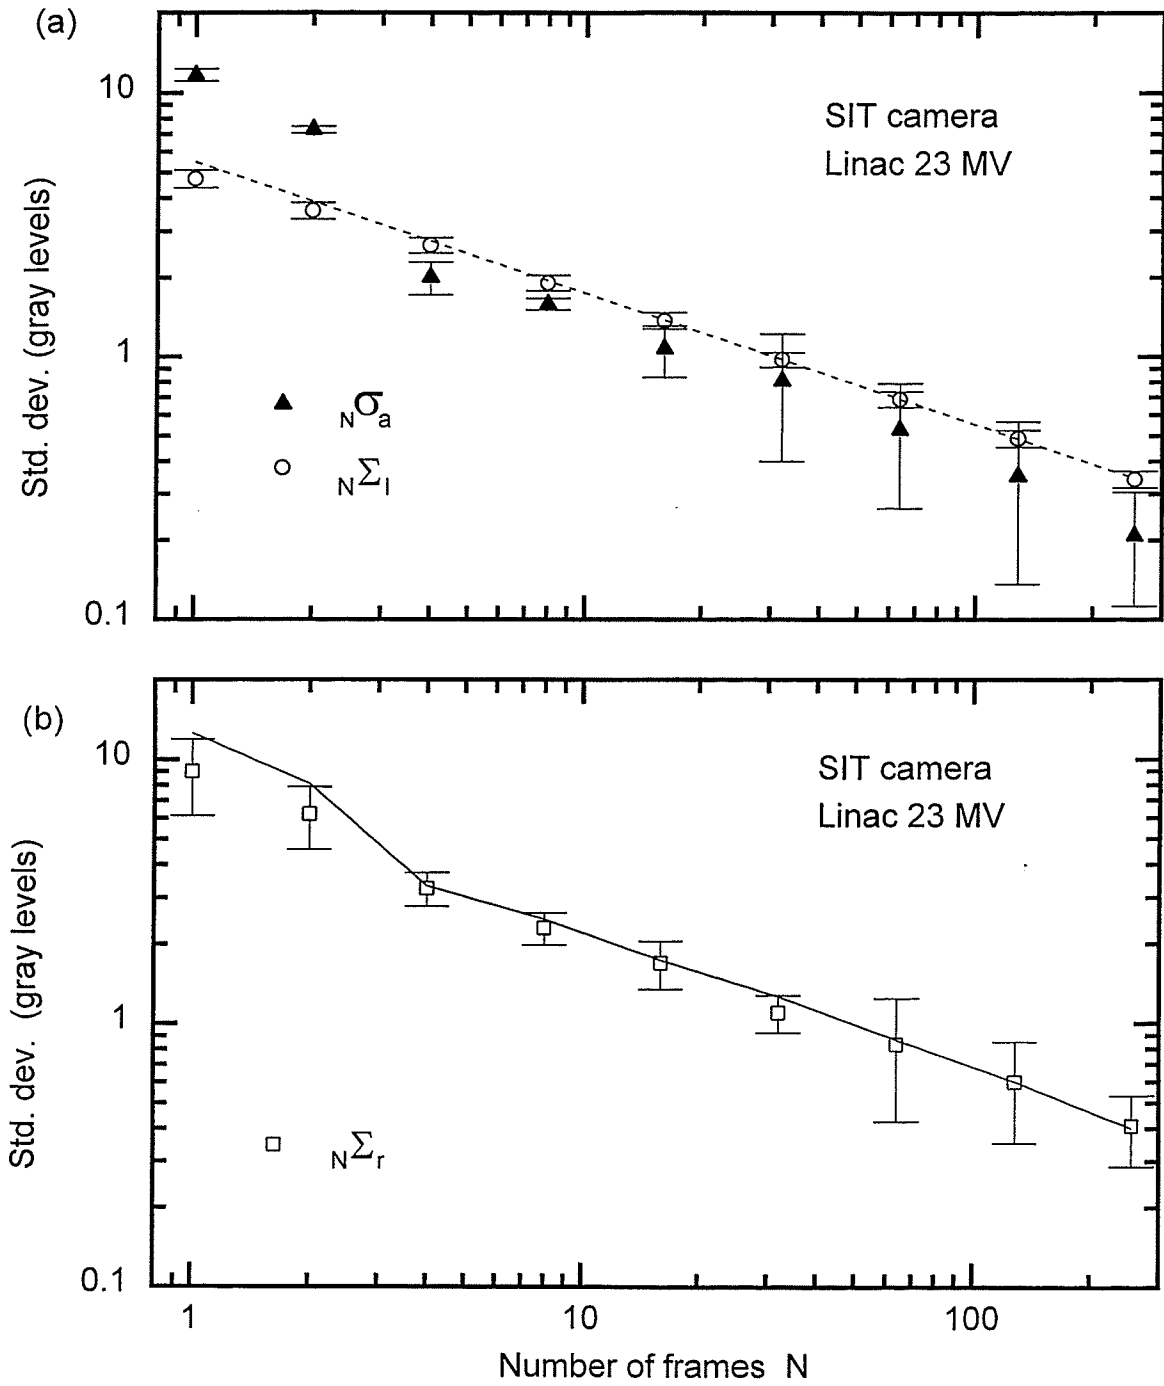 (a)
10
SIT camera
Linac 23 MV
1
Std. dev. (gray levels)
▲ Nσa
○ NΣl
0.1
(b)
10
SIT camera
Linac 23 MV
1
Std. dev. (gray levels)
□ NΣr
0.1
1 10 100
Number of frames N